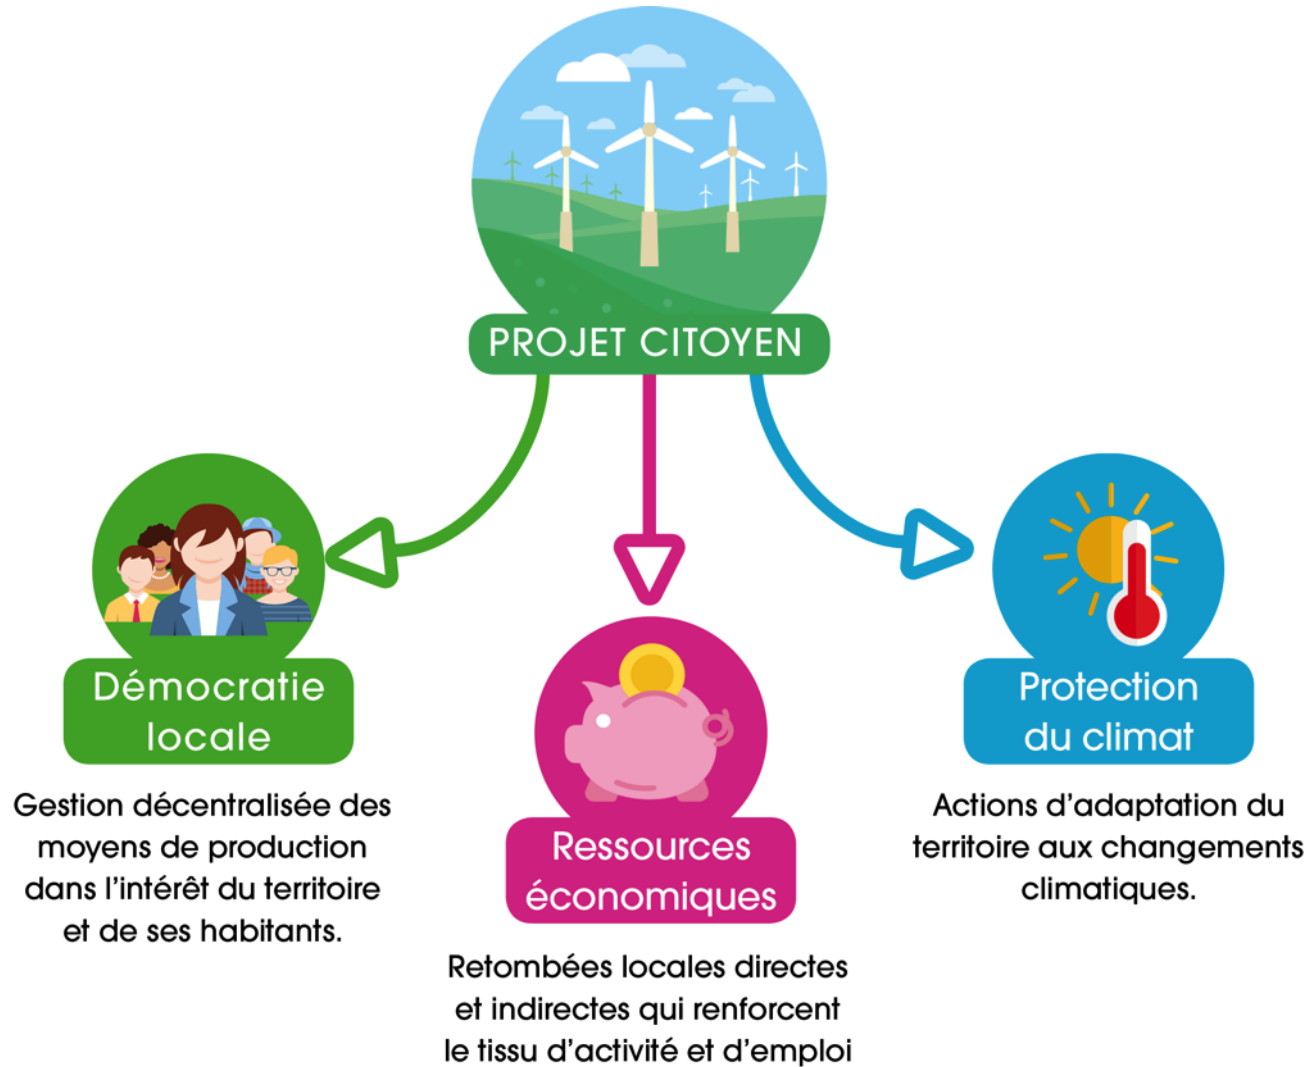 PROJET CITOYEN
Démocratie
locale
Gestion décentralisée des
moyens de production
dans l’intérêt du territoire
et de ses habitants.
Ressources
économiques
Retombées locales directes
et indirectes qui renforcent
le tissu d’activité et d’emploi
Protection
du climat
Actions d’adaptation du
territoire aux changements
climatiques.